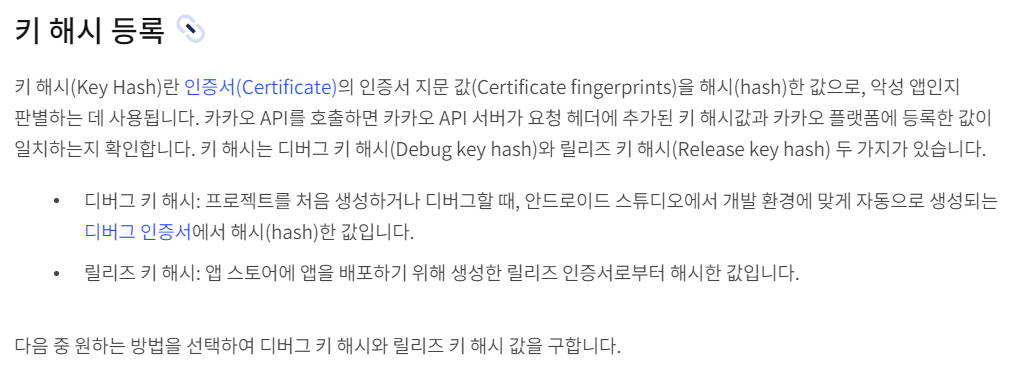 키 해시 등록
키 해시(Key Hash)란 인증서(Certificate)의 인증서 지문 값(Certificate fingerprints)을 해시(hash)한 값으로, 악성 앱인지
판별하는 데 사용됩니다. 카카오 API를 호출하면 카카오 API 서버가 요청 헤더에 추가된 키 해시값과 카카오 플랫폼에 등록한 값이
일치하는지 확인합니다. 키 해시는 디버그 키 해시(Debug key hash)와 릴리즈 키 해시(Release key hash) 두 가지가 있습니다.
• 디버그 키 해시: 프로젝트를 처음 생성하거나 디버그할 때, 안드로이드 스튜디오에서 개발 환경에 맞게 자동으로 생성되는
디버그 인증서에서 해시(hash)한 값입니다.
• 릴리즈 키 해시: 앱 스토어에 앱을 배포하기 위해 생성한 릴리즈 인증서로부터 해시한 값입니다.
다음 중 원하는 방법을 선택하여 디버그 키 해시와 릴리즈 키 해시 값을 구합니다.